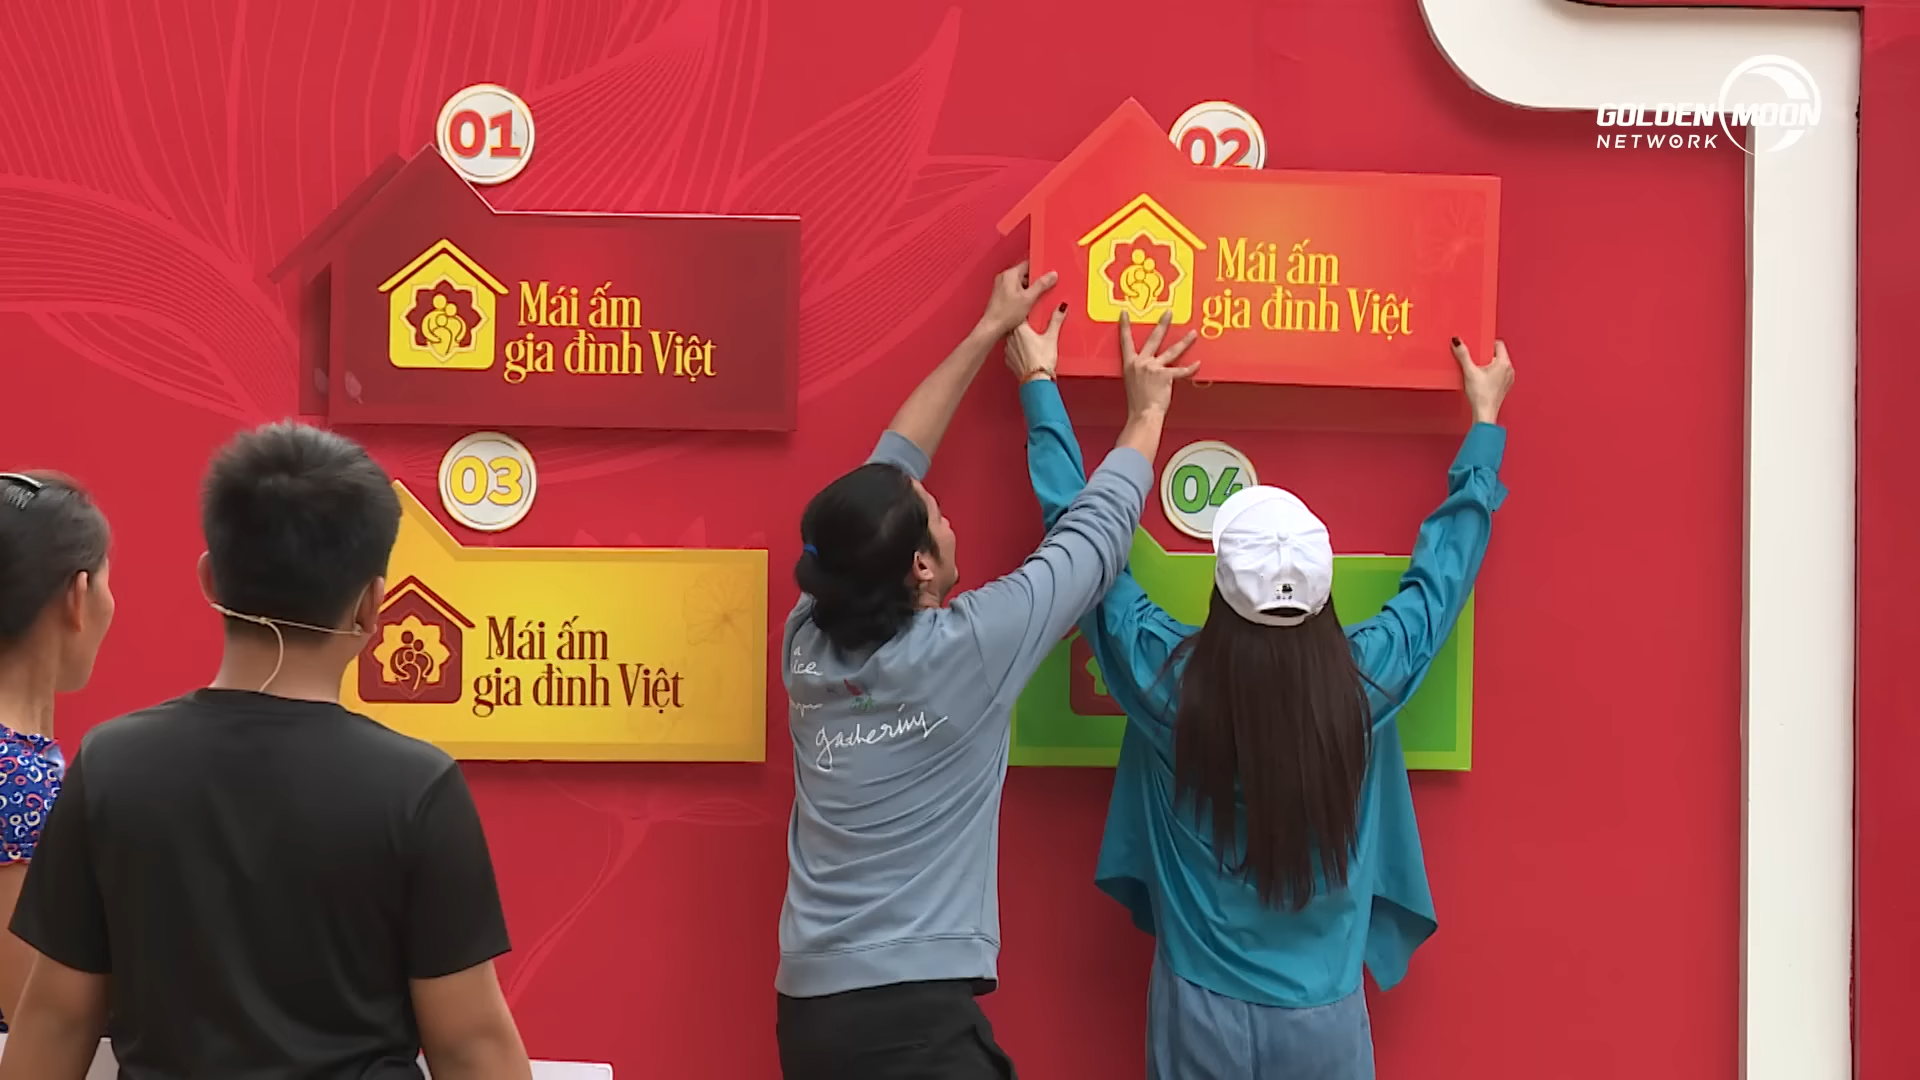 GOLDEN MOON
NETWORK
01
Mái ấm
gia đình Việt
02
Mái ấm
gia đình Việt
03
Mái ấm
gia đình Việt
04
gathering